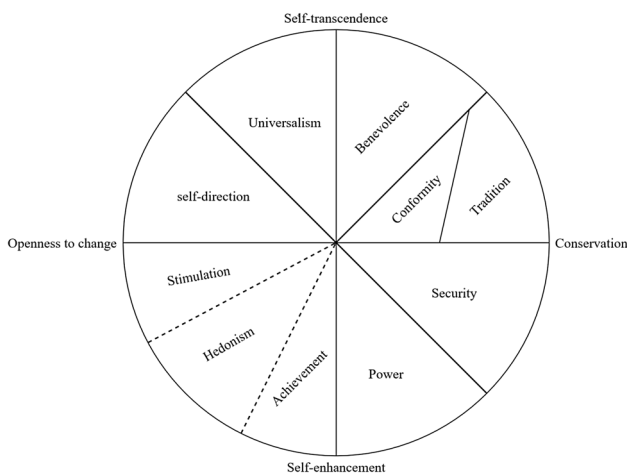 Self-transcendence
Universalism
Benevolence
self-direction
Conformity
Tradition
Openness to change
Conservation
Stimulation
Security
Hedonism
Achievement
Power
Self-enhancement